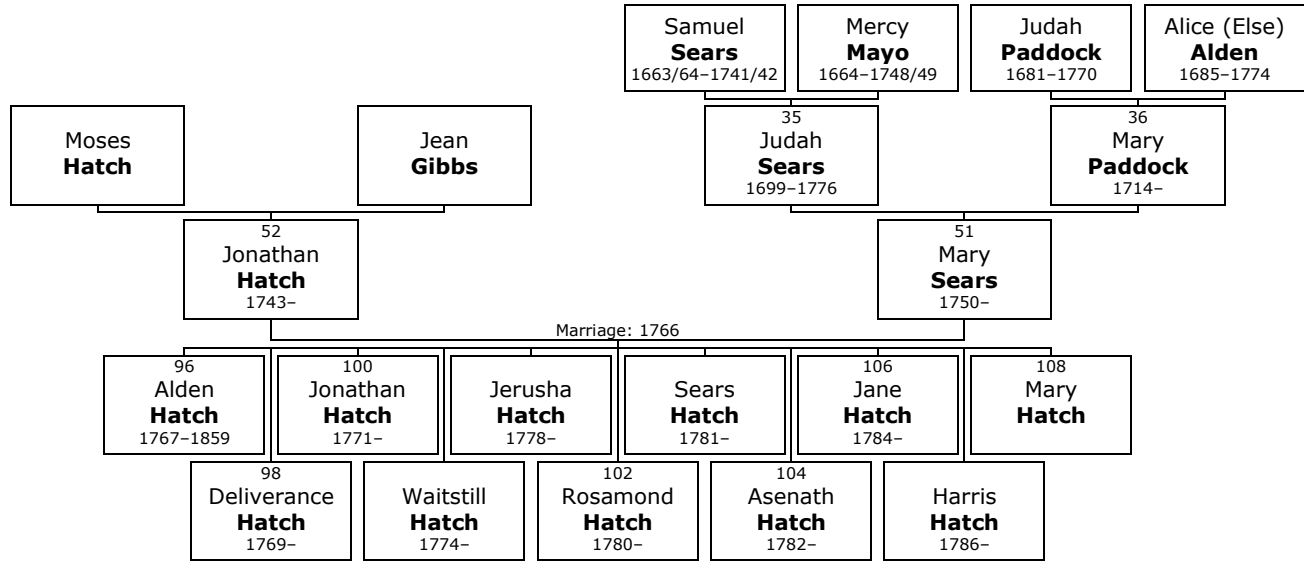 Samuel
Sears
1663/64–1741/42
Mercy
Mayo
1664–1748/49
Judah
Paddock
1681–1770
Alice (Else)
Alden
1685–1774
Moses
Hatch
Jean
Gibbs
35
Judah
Sears
1699–1776
36
Mary
Paddock
1714–
52
Jonathan
Hatch
1743–
51
Mary
Sears
1750–
Marriage: 1766
96
Alden
Hatch
1767–1859
100
Jonathan
Hatch
1771–
Jerusha
Hatch
1778–
Sears
Hatch
1781–
106
Jane
Hatch
1784–
108
Mary
Hatch
98
Deliverance
Hatch
1769–
Waitstill
Hatch
1774–
102
Rosamond
Hatch
1780–
104
Asenath
Hatch
1782–
Harris
Hatch
1786–